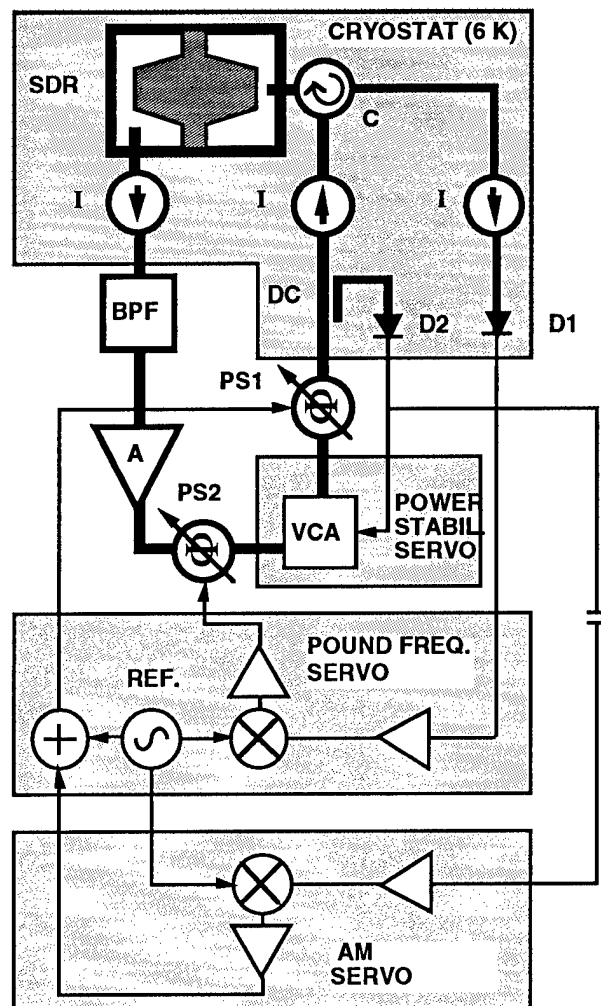 CRYOSTAT (6 K)
SDR
C
I
I
I
DC
BPF
D2
D1
PS1
A
PS2
VCA
POWER
STABIL.
SERVO
POUND FREQ.
SERVO
REF.
AM
SERVO